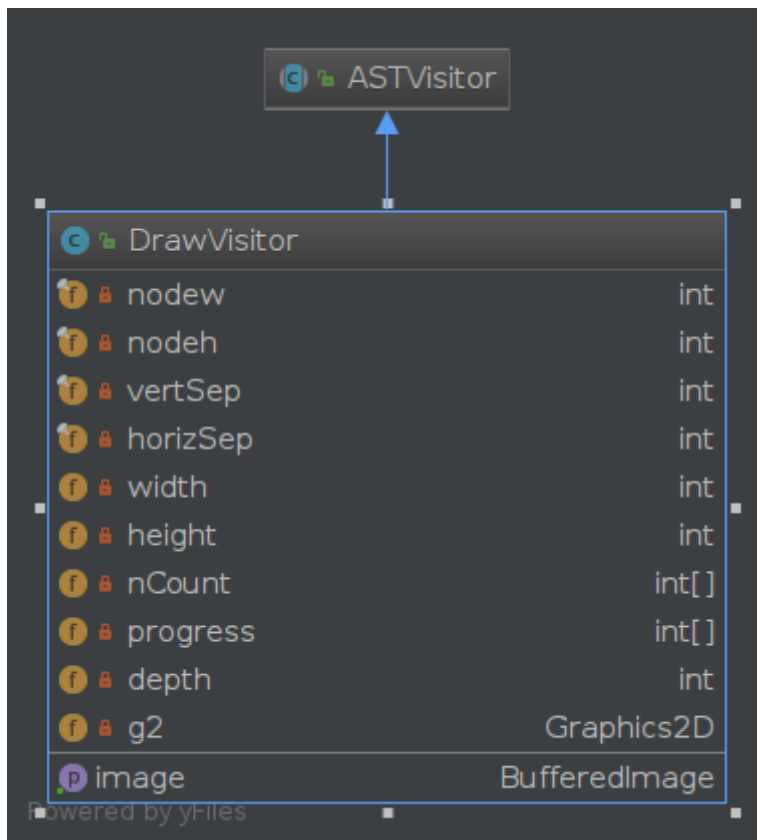 ASTVisitor
DrawVisitor
nodew int
nodeh int
vertSep int
horizSep int
width int
height int
nCount int[]
progress int[]
depth int
g2 Graphics2D
image BufferedImage
Powered by yFiles